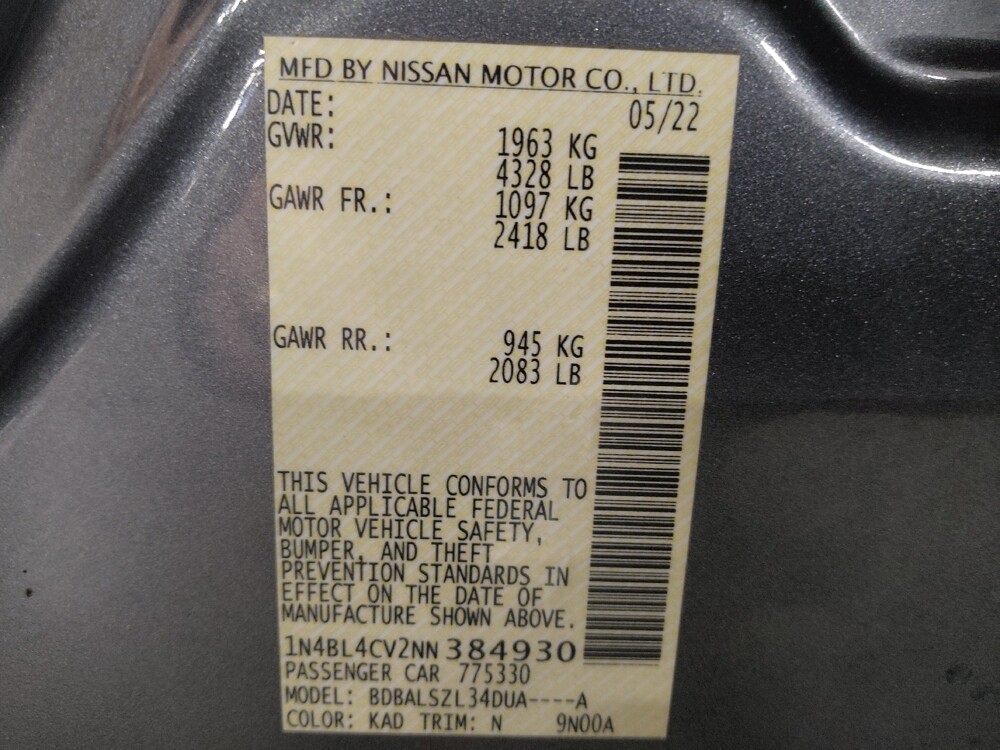 MFD BY NISSAN MOTOR CO., LTD.
DATE: 05/22
GVWR: 1963 KG
4328 LB
GAWR FR.: 1097 KG
2418 LB
GAWR RR.: 945 KG
2083 LB
THIS VEHICLE CONFORMS TO
ALL APPLICABLE FEDERAL
MOTOR VEHICLE SAFETY,
BUMPER, AND THEFT
PREVENTION STANDARDS IN
EFFECT ON THE DATE OF
MANUFACTURE SHOWN ABOVE.
1N4BL4CV2NN384930
PASSENGER CAR 775330
MODEL: BDBALSZL34DUA----A
COLOR: KAD TRIM: N 9N00A